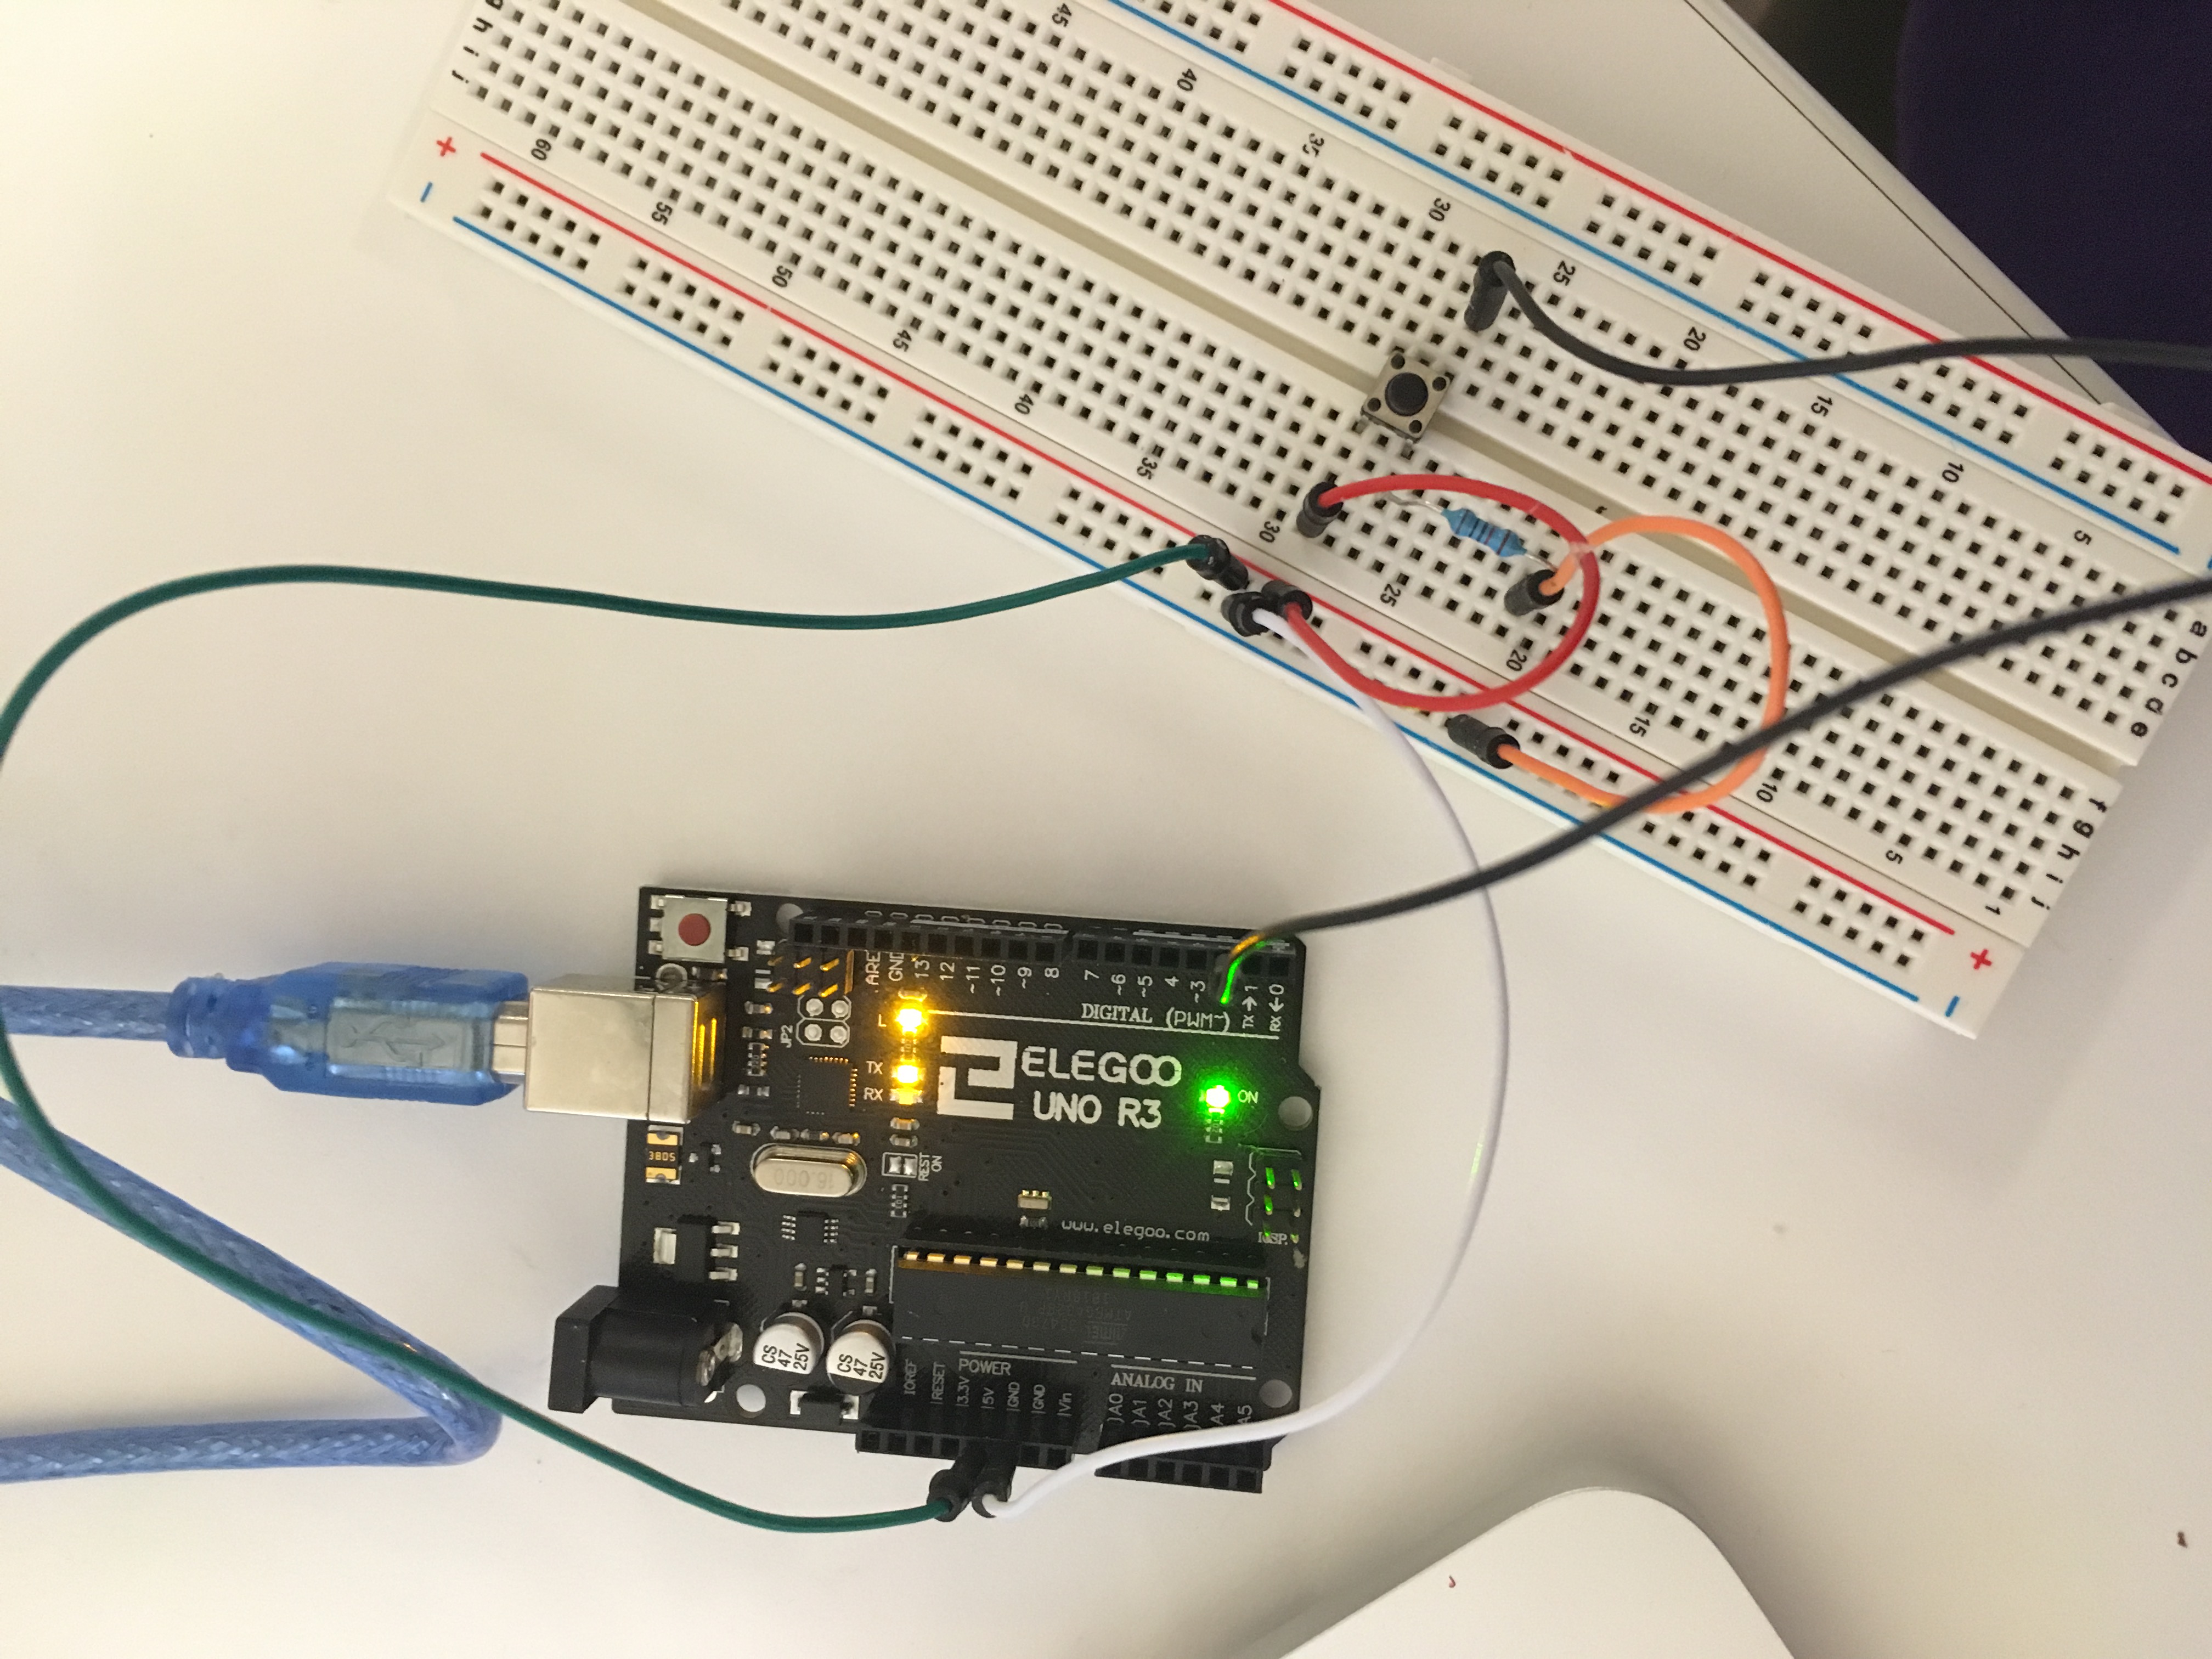 CS
47
25V
CS
47
25V
JP2
RX
TX
L
REST
ON
IOREF
RESET
3.3V
5V
GND
GND
Vin
POWER
A0
A1
A2
A3
A4
A5
ANALOG IN
ARE
GND
13
12
~11
~10
~9
8
7
~6
~5
4
~3
TX→1
RX←0
DIGITAL (PWM~)
ELEGOO
UNO R3
www.elegoo.com
ON
16.000
− +
j i h g
60
55
50
45
40
35
30
25
20
15
10
5
1
j i h g f
− +
45
40
35
30
25
20
15
10
5
e d c b a